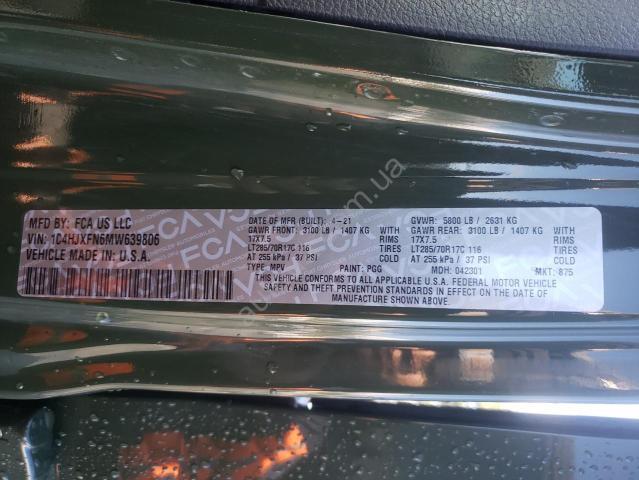 MFD BY: FCA US LLC
VIN: 1C4HJXFN6MW639806
VEHICLE MADE IN: U.S.A.
DATE OF MFR (BUILT): 4-21
GVWR: 5800 LB / 2631 KG
GAWR FRONT: 3100 LB / 1407 KG WITH
GAWR REAR: 3100 LB / 1407 KG WITH
17X7.5 RIMS
17X7.5 RIMS
LT285/70R17C 116 TIRES
LT285/70R17C 116 TIRES
AT 255 kPa / 37 PSI COLD
AT 255 kPa / 37 PSI COLD
TYPE: MPV PAINT: PGG MDH: 042301 MKT: 875
THIS VEHICLE CONFORMS TO ALL APPLICABLE U.S.A. FEDERAL MOTOR VEHICLE
SAFETY AND THEFT PREVENTION STANDARDS IN EFFECT ON THE DATE OF
MANUFACTURE SHOWN ABOVE.